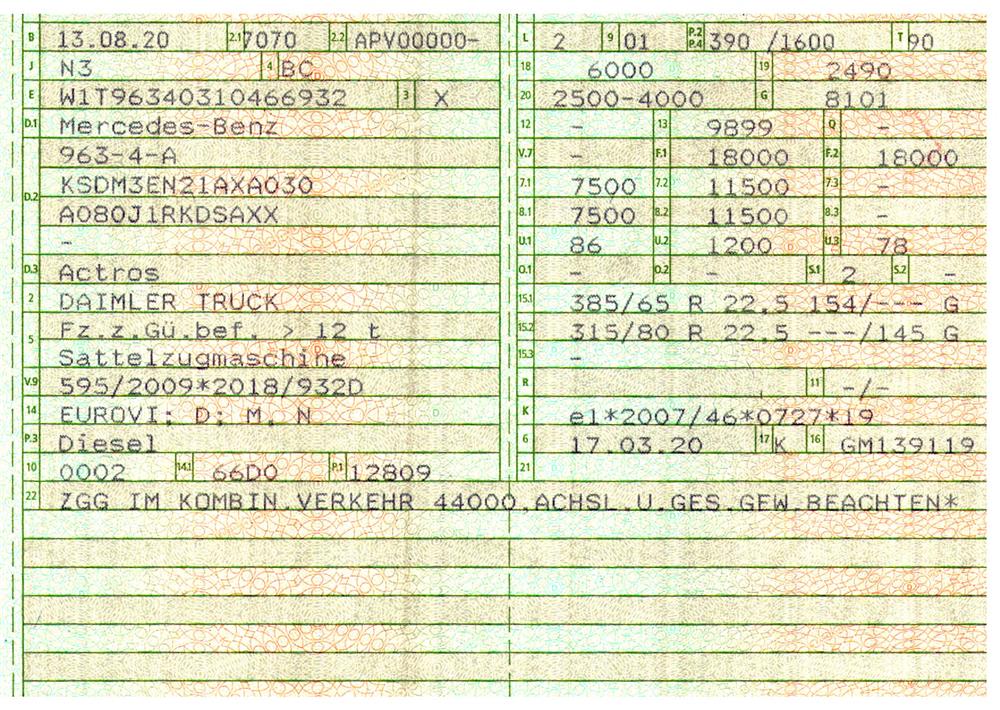 B 13.08.20 2.1 7070 2.2 APV00000-
J N3 4 BC
E W1T96340310466932 3 X
D.1 Mercedes-Benz
963-4-A
D.2 KSDM3EN21AXA030
A080J1RKDSAXX
-
D.3 Actros
2 DAIMLER TRUCK
5 Fz.z.Gü.bef. > 12 t
Sattelzugmaschine
V.9 595/2009*2018/932D
14 EUROVI; D; M, N
P.3 Diesel
10 0002 14.1 66D0 P.1 12809
L 2 9 01 P.2 P.4 390 /1600 T 90
18 6000 19 2490
20 2500-4000 G 8101
12 - 13 9899 Q -
V.7 - F.1 18000 F.2 18000
7.1 7500 7.2 11500 7.3 -
8.1 7500 8.2 11500 8.3 -
U.1 86 U.2 1200 U.3 78
O.1 - O.2 - S.1 2 S.2 -
15.1 385/65 R 22,5 154/--- G
15.2 315/80 R 22,5 ---/145 G
15.3 -
R 11 -/-
K e1*2007/46*0727*19
6 17.03.20 17 K 16 GM139119
21
22 ZGG IM KOMBIN.VERKEHR 44000,ACHSL.U.GES.GEW.BEACHTEN*